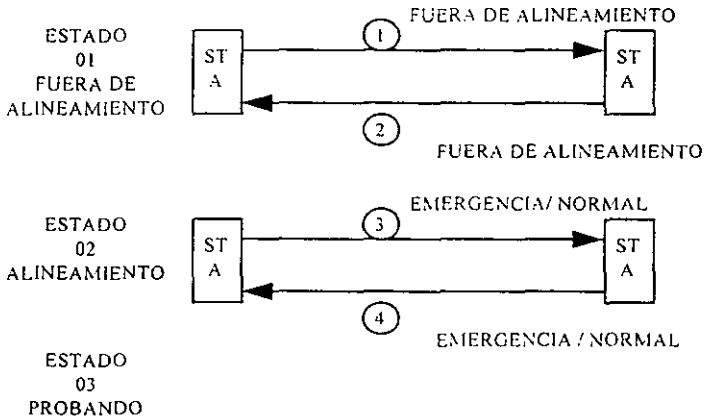 FUERA DE ALINEAMIENTO
ESTADO
01
FUERA DE
ALINEAMIENTO
ST
A
1
ST
A
2
FUERA DE ALINEAMIENTO
EMERGENCIA/ NORMAL
ESTADO
02
ALINEAMIENTO
ST
A
3
ST
A
4
EMERGENCIA / NORMAL
ESTADO
03
PROBANDO